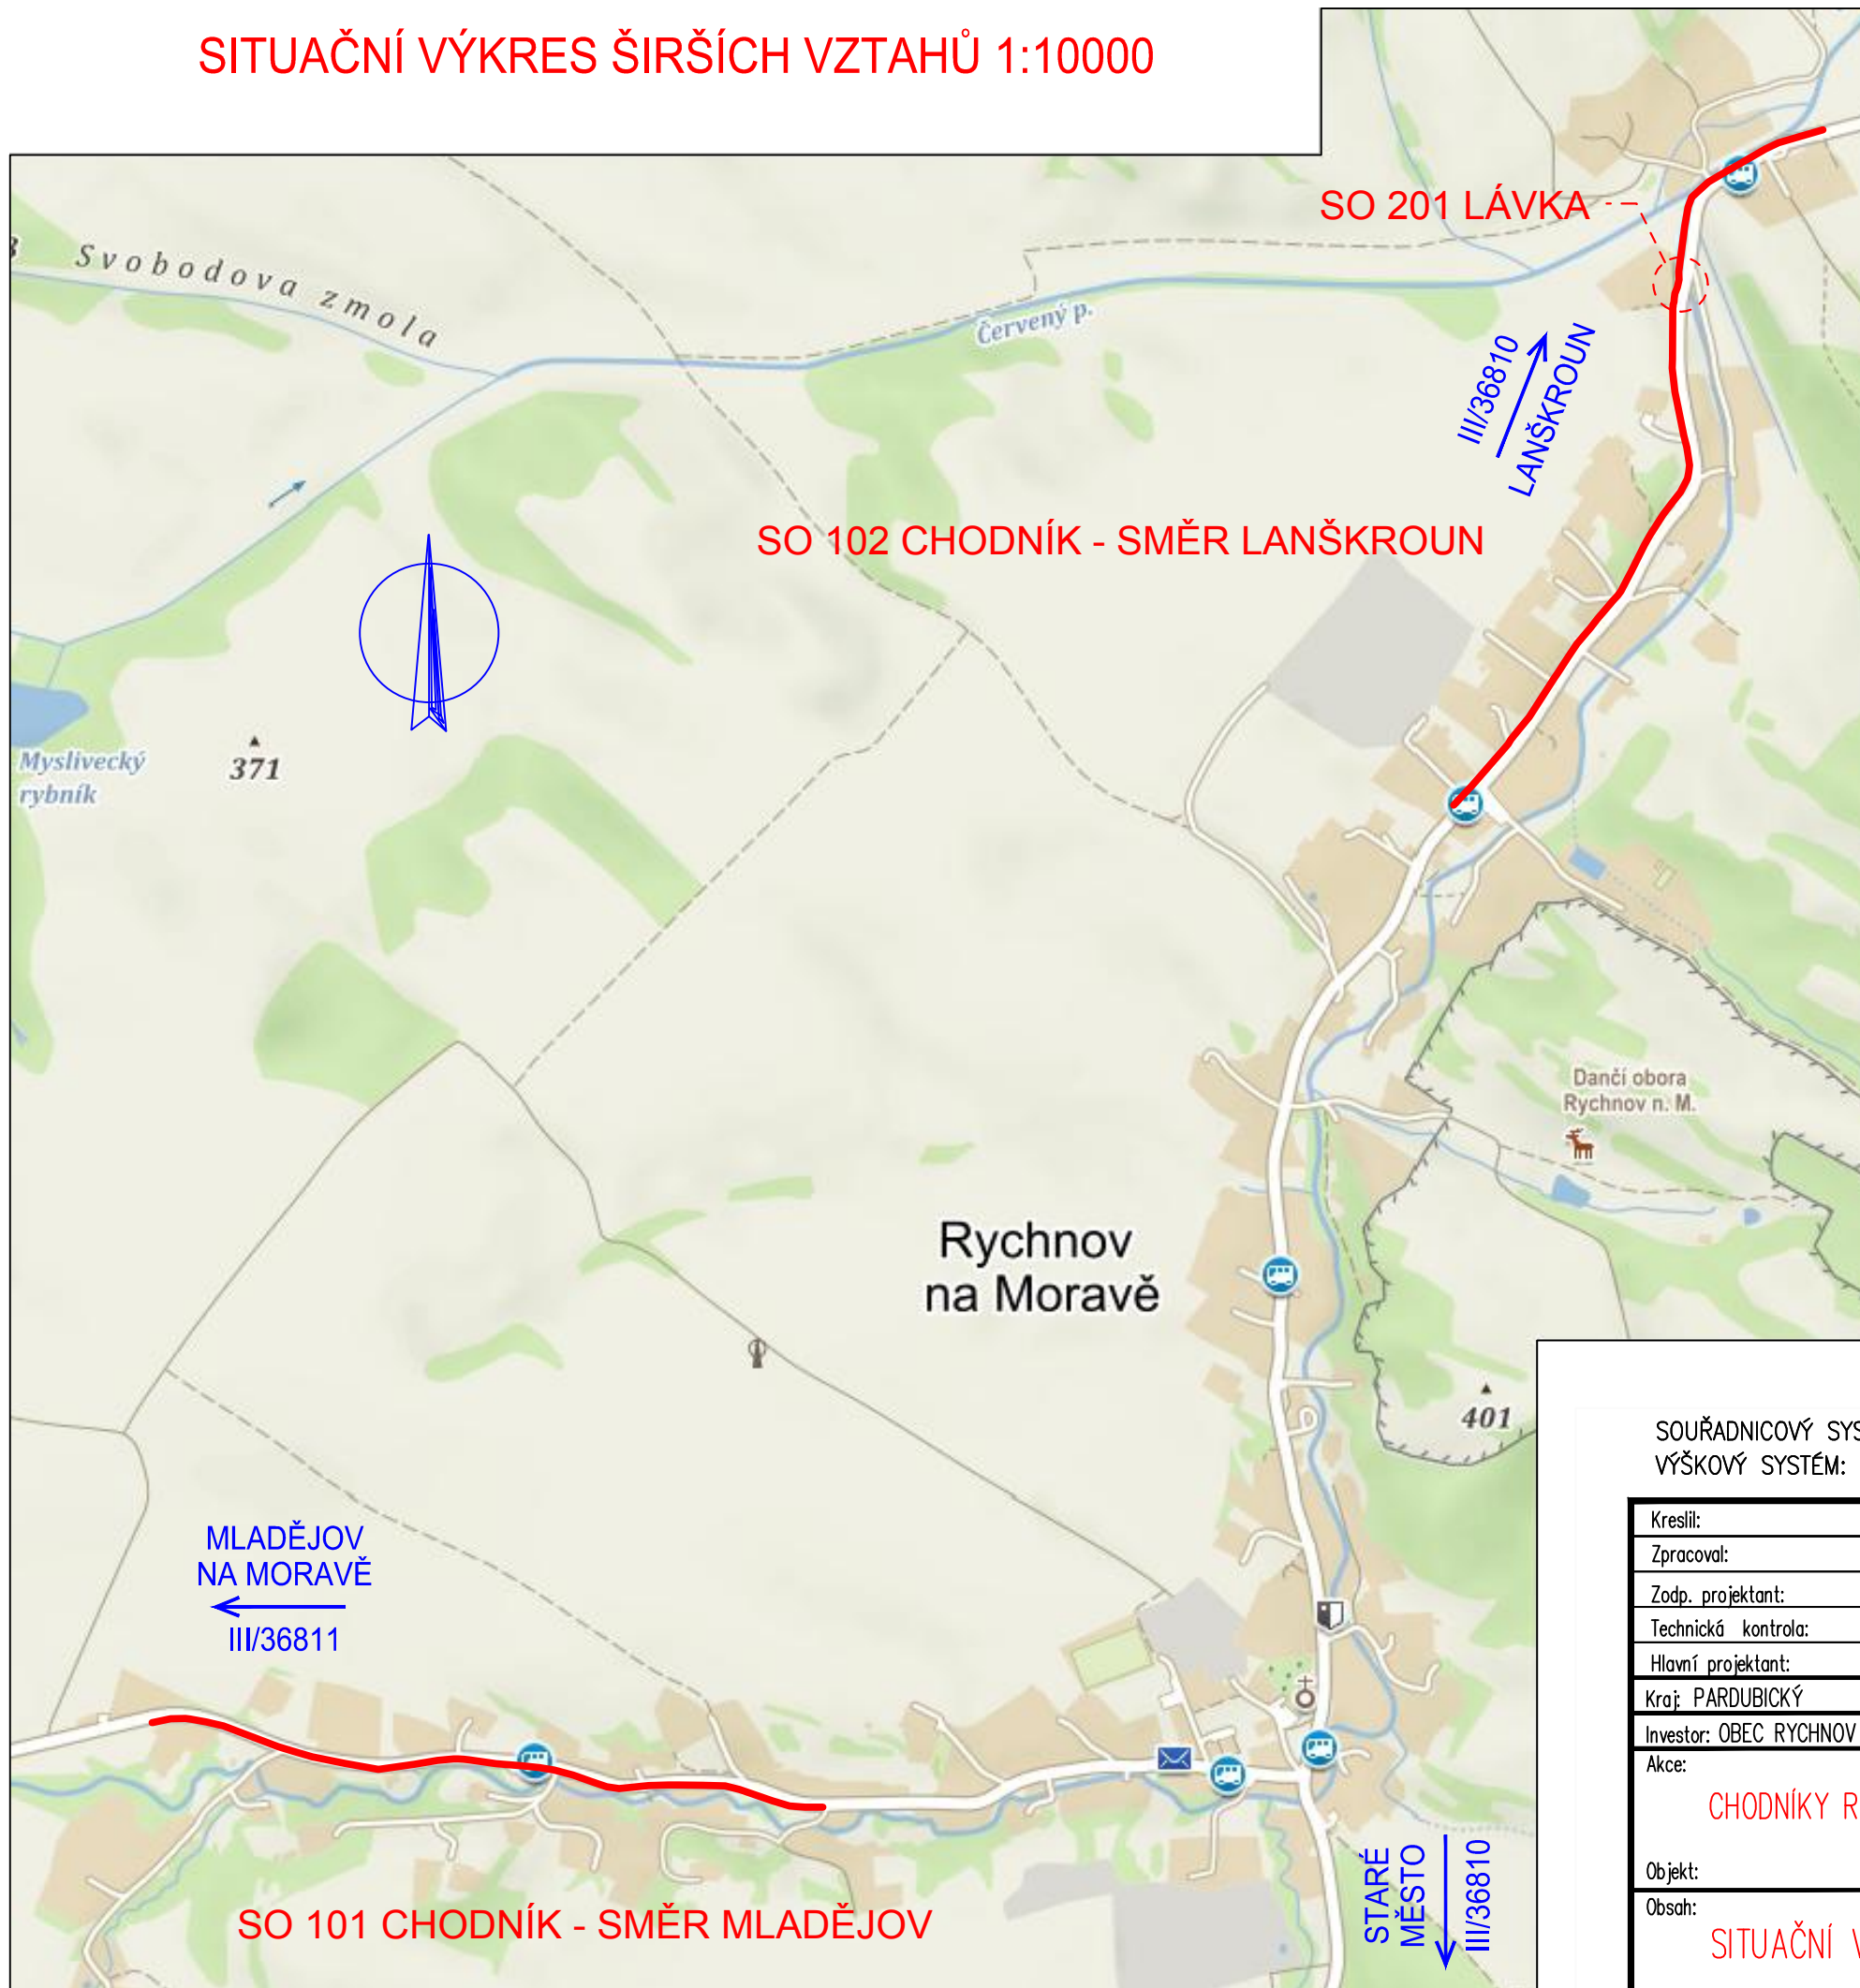 SITUAČNÍ VÝKRES ŠIRŠÍCH VZTAHŮ 1:10000
SO 201 LÁVKA
Svobodova zmola
Červený p.
III/36810
LANŠKROUN
SO 102 CHODNÍK - SMĚR LANŠKROUN
Myslivecký
rybník
371
Dančí obora
Rychnov n. M.
Rychnov
na Moravě
401
SOUŘADNICOVÝ
VÝŠKOVÝ SYSTÉM:
Kreslil:
Zpracoval:
Zodp. projektant:
Technická kontrola:
Hlavní projektant:
Kraj: PARDUBICKÝ
Investor: OBEC RYCHNOV
Akce:
CHODNÍKY R
Objekt:
Obsah:
SITUAČNÍ
MLADĚJOV
NA MORAVĚ
III/36811
STARÉ
MĚSTO
III/36810
SO 101 CHODNÍK - SMĚR MLADĚJOV